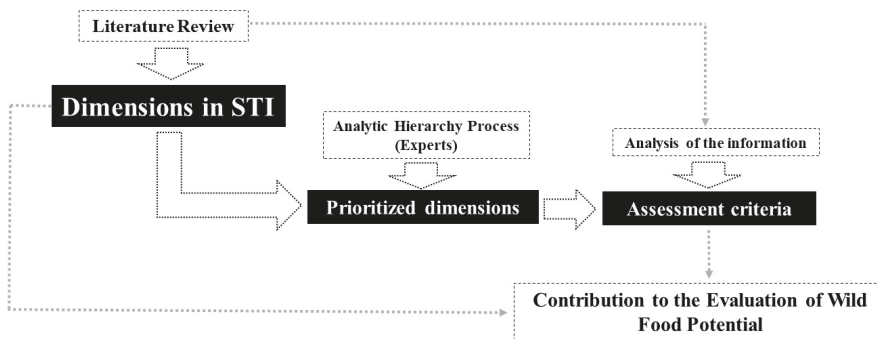 Literature Review
Dimensions in STI
Analytic Hierarchy Process
(Experts)
Analysis of the information
Prioritized dimensions
Assessment criteria
Contribution to the Evaluation of Wild
Food Potential